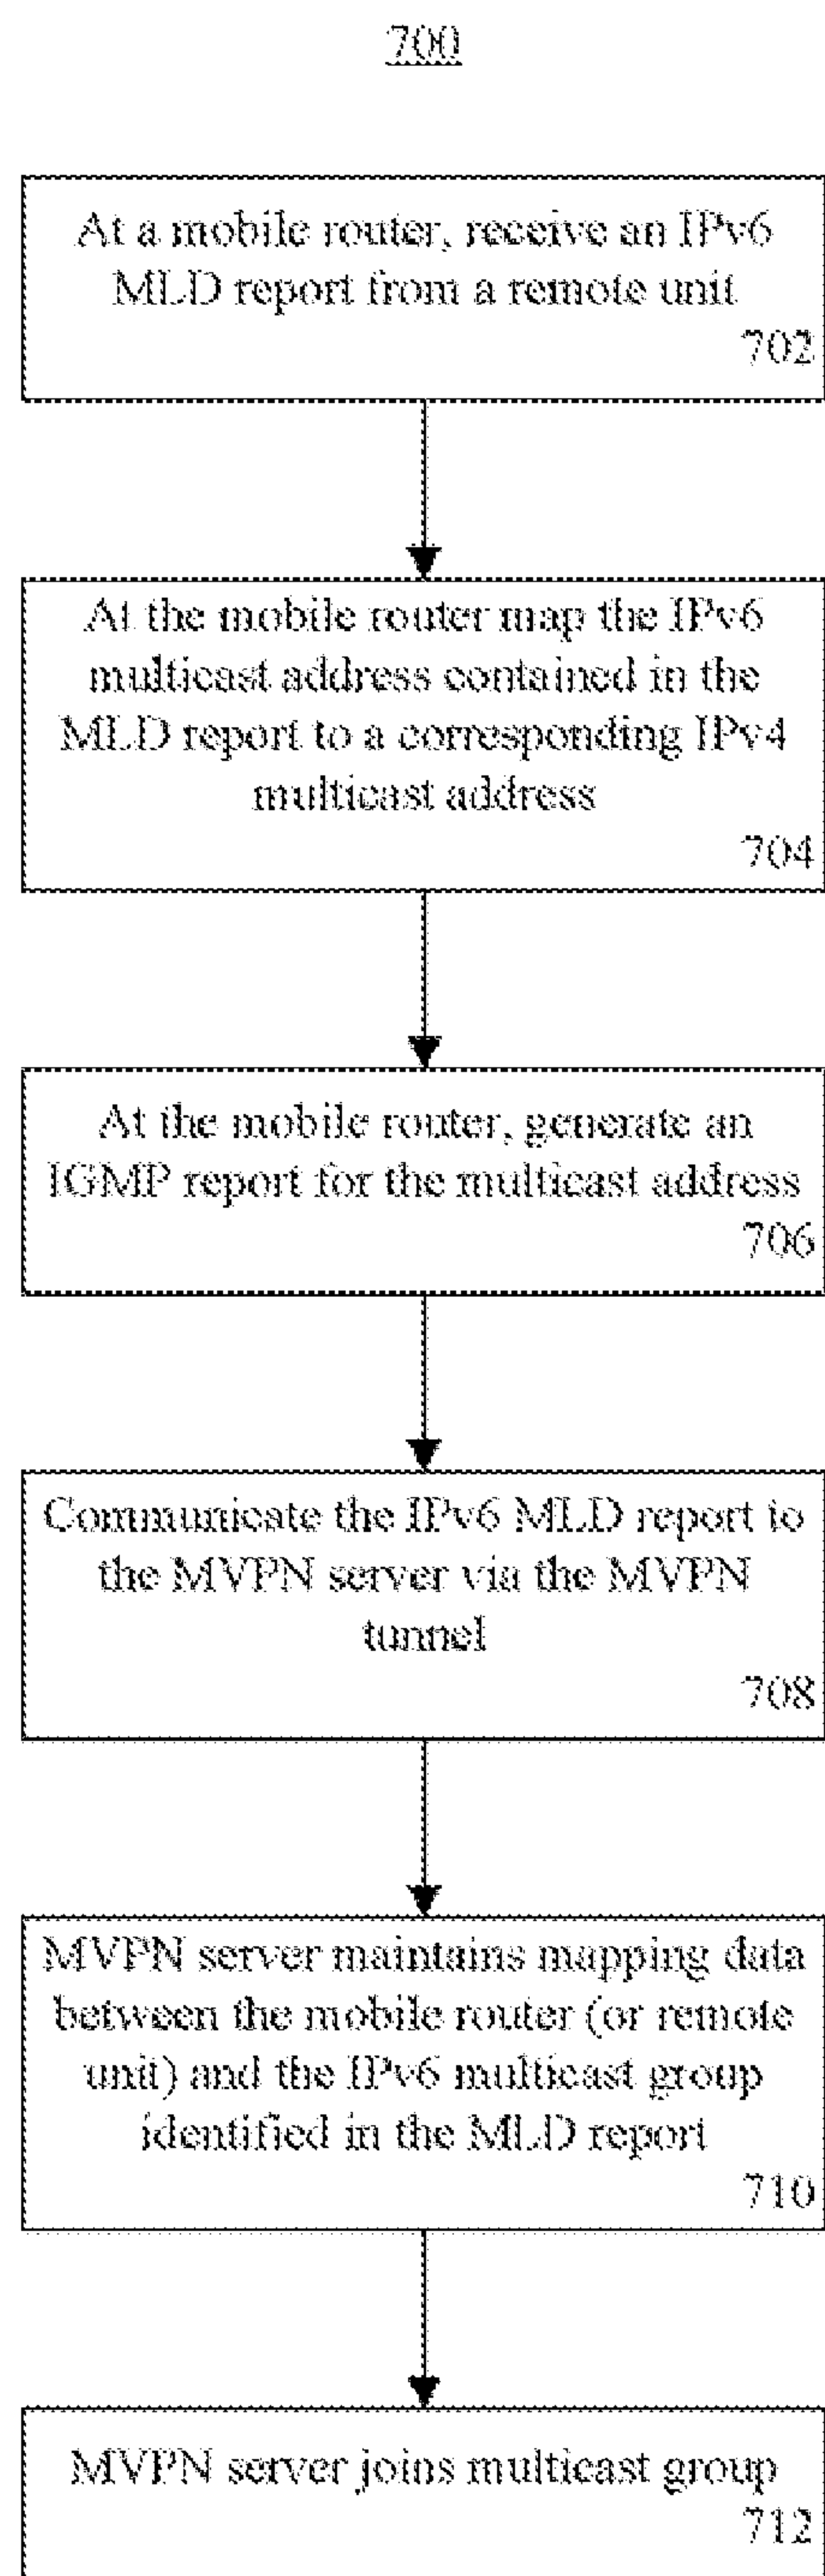 700
At a mobile router, receive an IPv6
MLD report from a remote unit
702
At the mobile router map the IPv6
multicast address contained in the
MLD report to a corresponding IPv4
multicast address
704
At the mobile router, generate an
IGMP report for the multicast address
706
Communicate the IPv6 MLD report to
the MVPN server via the MVPN
tunnel
708
MVPN server maintains mapping data
between the mobile router (or remote
unit) and the IPv6 multicast group
identified in the MLD report
710
MVPN server joins multicast group
712